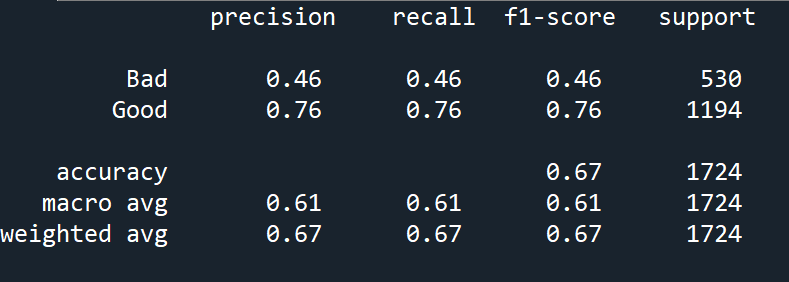 precision recall f1-score support
Bad 0.46 0.46 0.46 530
Good 0.76 0.76 0.76 1194
accuracy 0.67 1724
macro avg 0.61 0.61 0.61 1724
weighted avg 0.67 0.67 0.67 1724